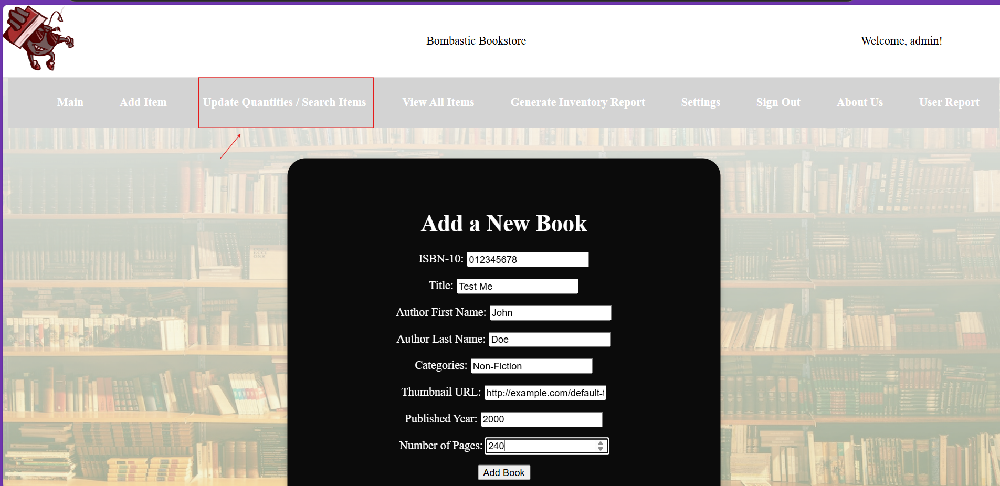 Bombastic Bookstore
Welcome, admin!
Main Add Item Update Quantities / Search Items View All Items Generate Inventory Report Settings Sign Out About Us User Report
Add a New Book
ISBN-10: 012345678
Title: Test Me
Author First Name: John
Author Last Name: Doe
Categories: Non-Fiction
Thumbnail URL: http://example.com/default-
Published Year: 2000
Number of Pages: 240
Add Book